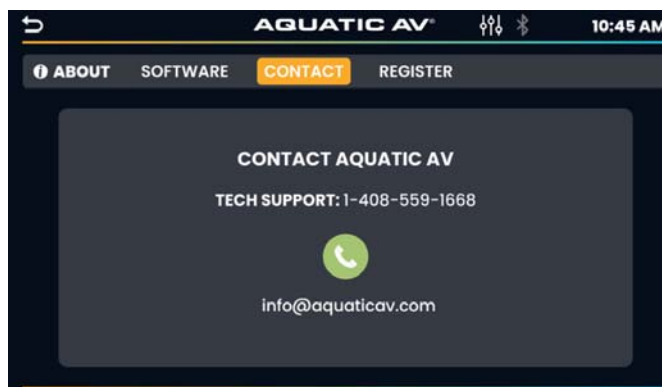 AQUATIC AV® 10:45 AM
ABOUT SOFTWARE CONTACT REGISTER
CONTACT AQUATIC AV
TECH SUPPORT: 1-408-559-1668
info@aquaticav.com